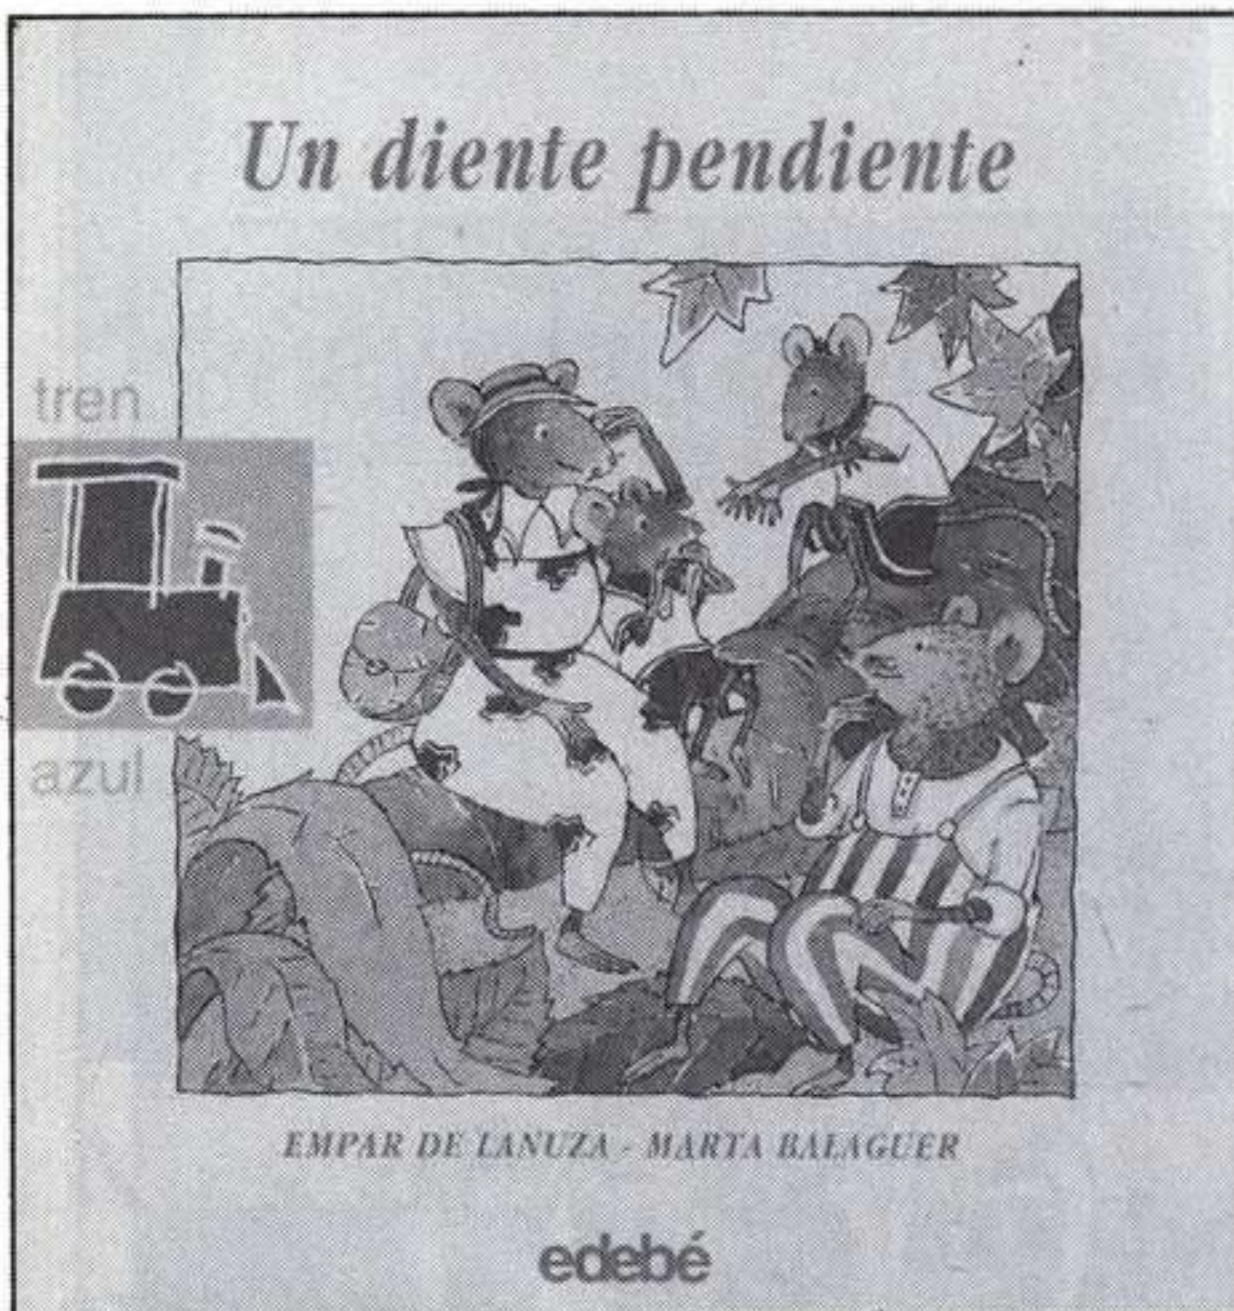 Un diente pendiente
tren
azul
EMPAR DE LANUZA - MARTA BALAGUER
edebé